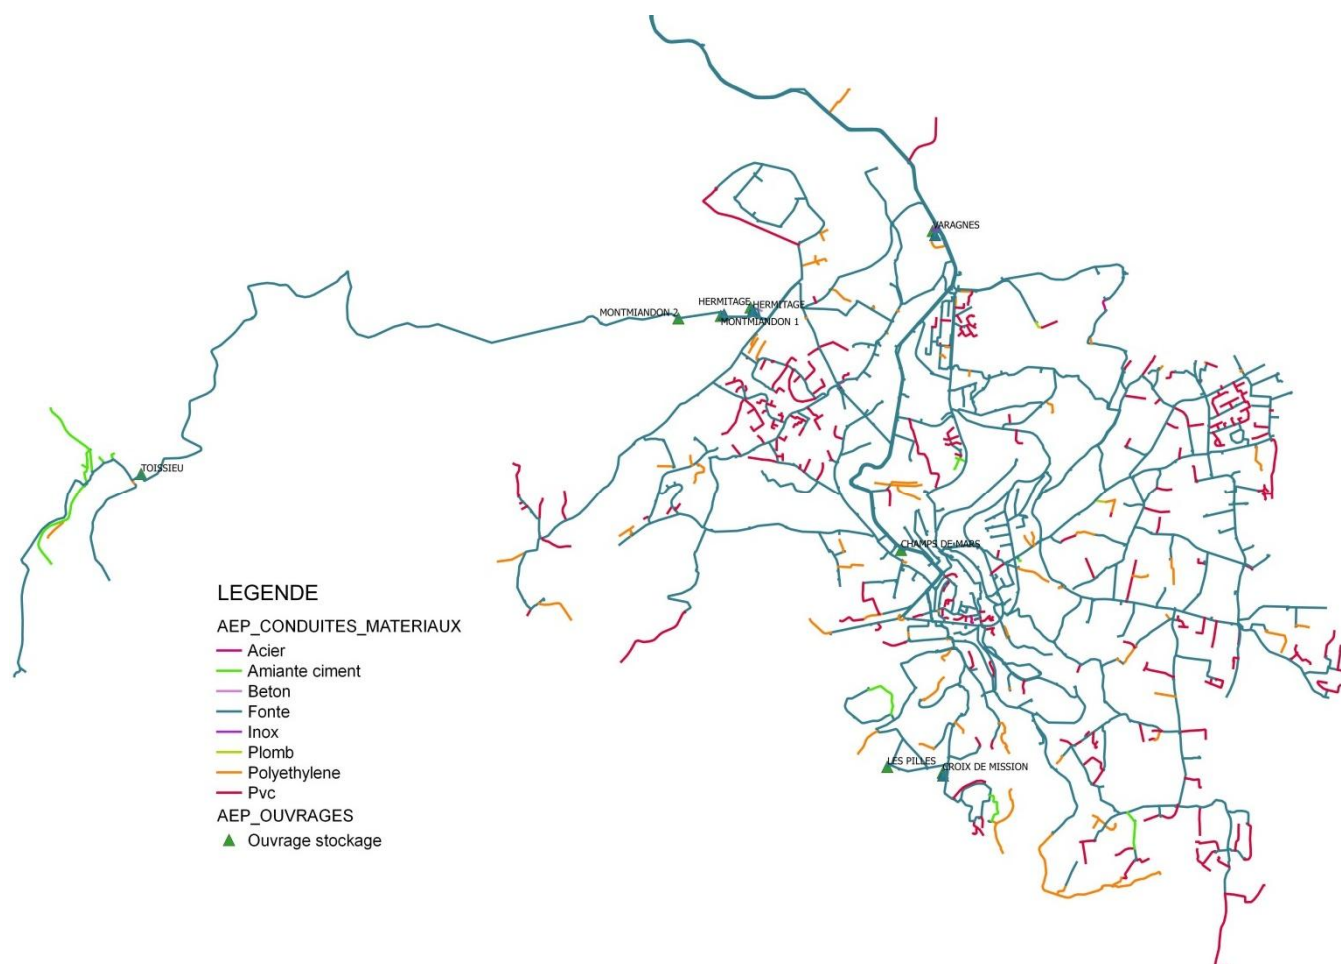 VARAGNES
HERMITAGE
HERMITAGE
MONTMIANDON 2
MONTMIANDON 1
TOISSIEU
CHAMPS DE MARS
LES PILLES
CROIX DE MISSION
LEGENDE
AEP_CONDUITES_MATERIAUX
Acier
Amiante ciment
Beton
Fonte
Inox
Plomb
Polyethylene
Pvc
AEP_OUVRAGES
Ouvrage stockage